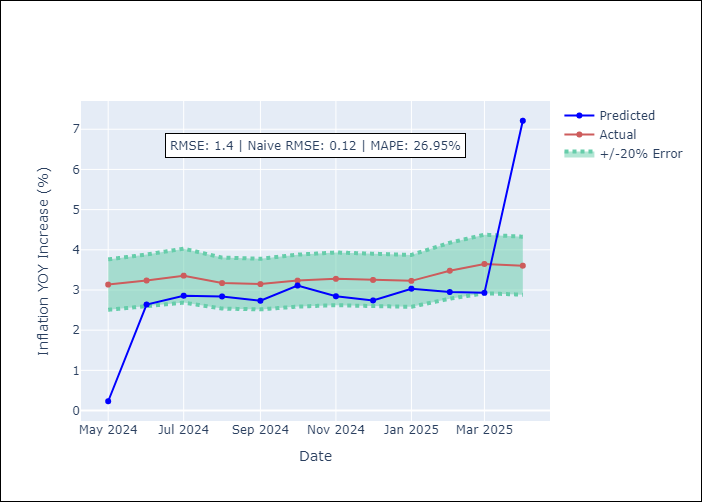 RMSE: 1.4 | Naive RMSE: 0.12 | MAPE: 26.95%
Predicted
Actual
+/-20% Error
Inflation YOY Increase (%)
7
6
5
4
3
2
1
0
May 2024
Jul 2024
Sep 2024
Nov 2024
Jan 2025
Mar 2025
Date